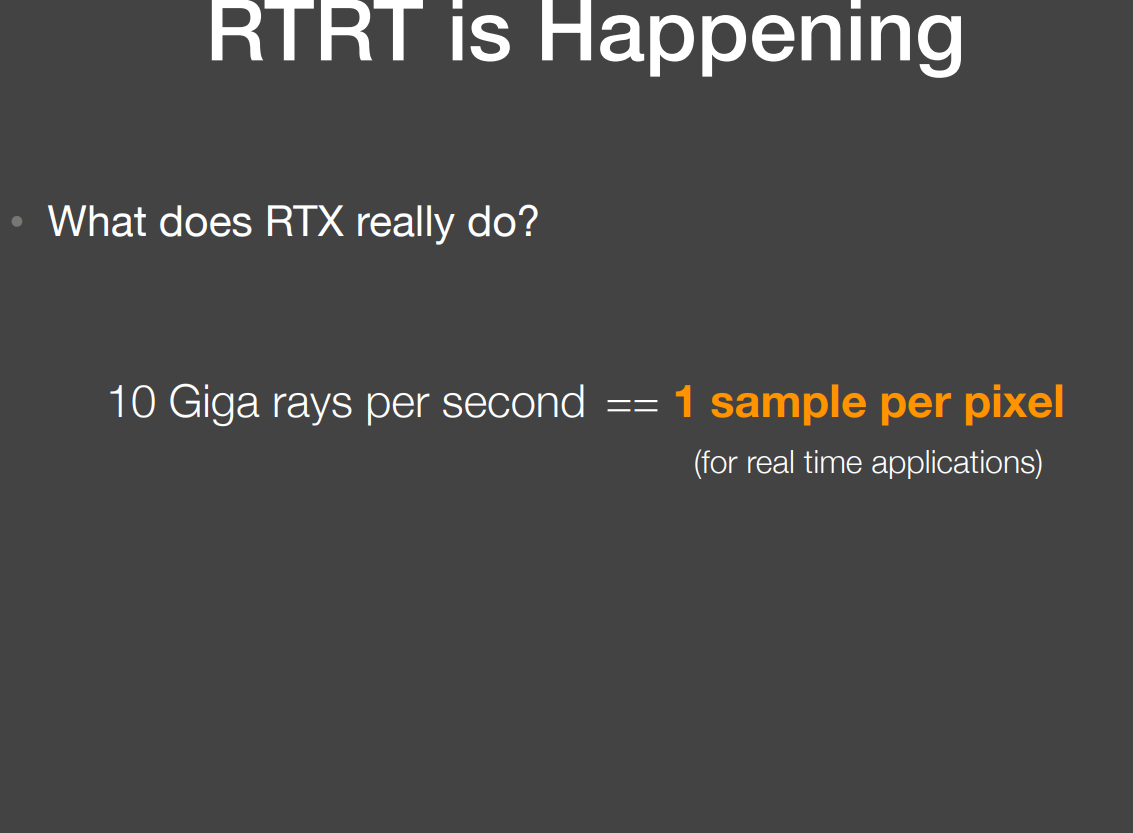 RTRT is Happening
• What does RTX really do?
10 Giga rays per second == 1 sample per pixel
(for real time applications)